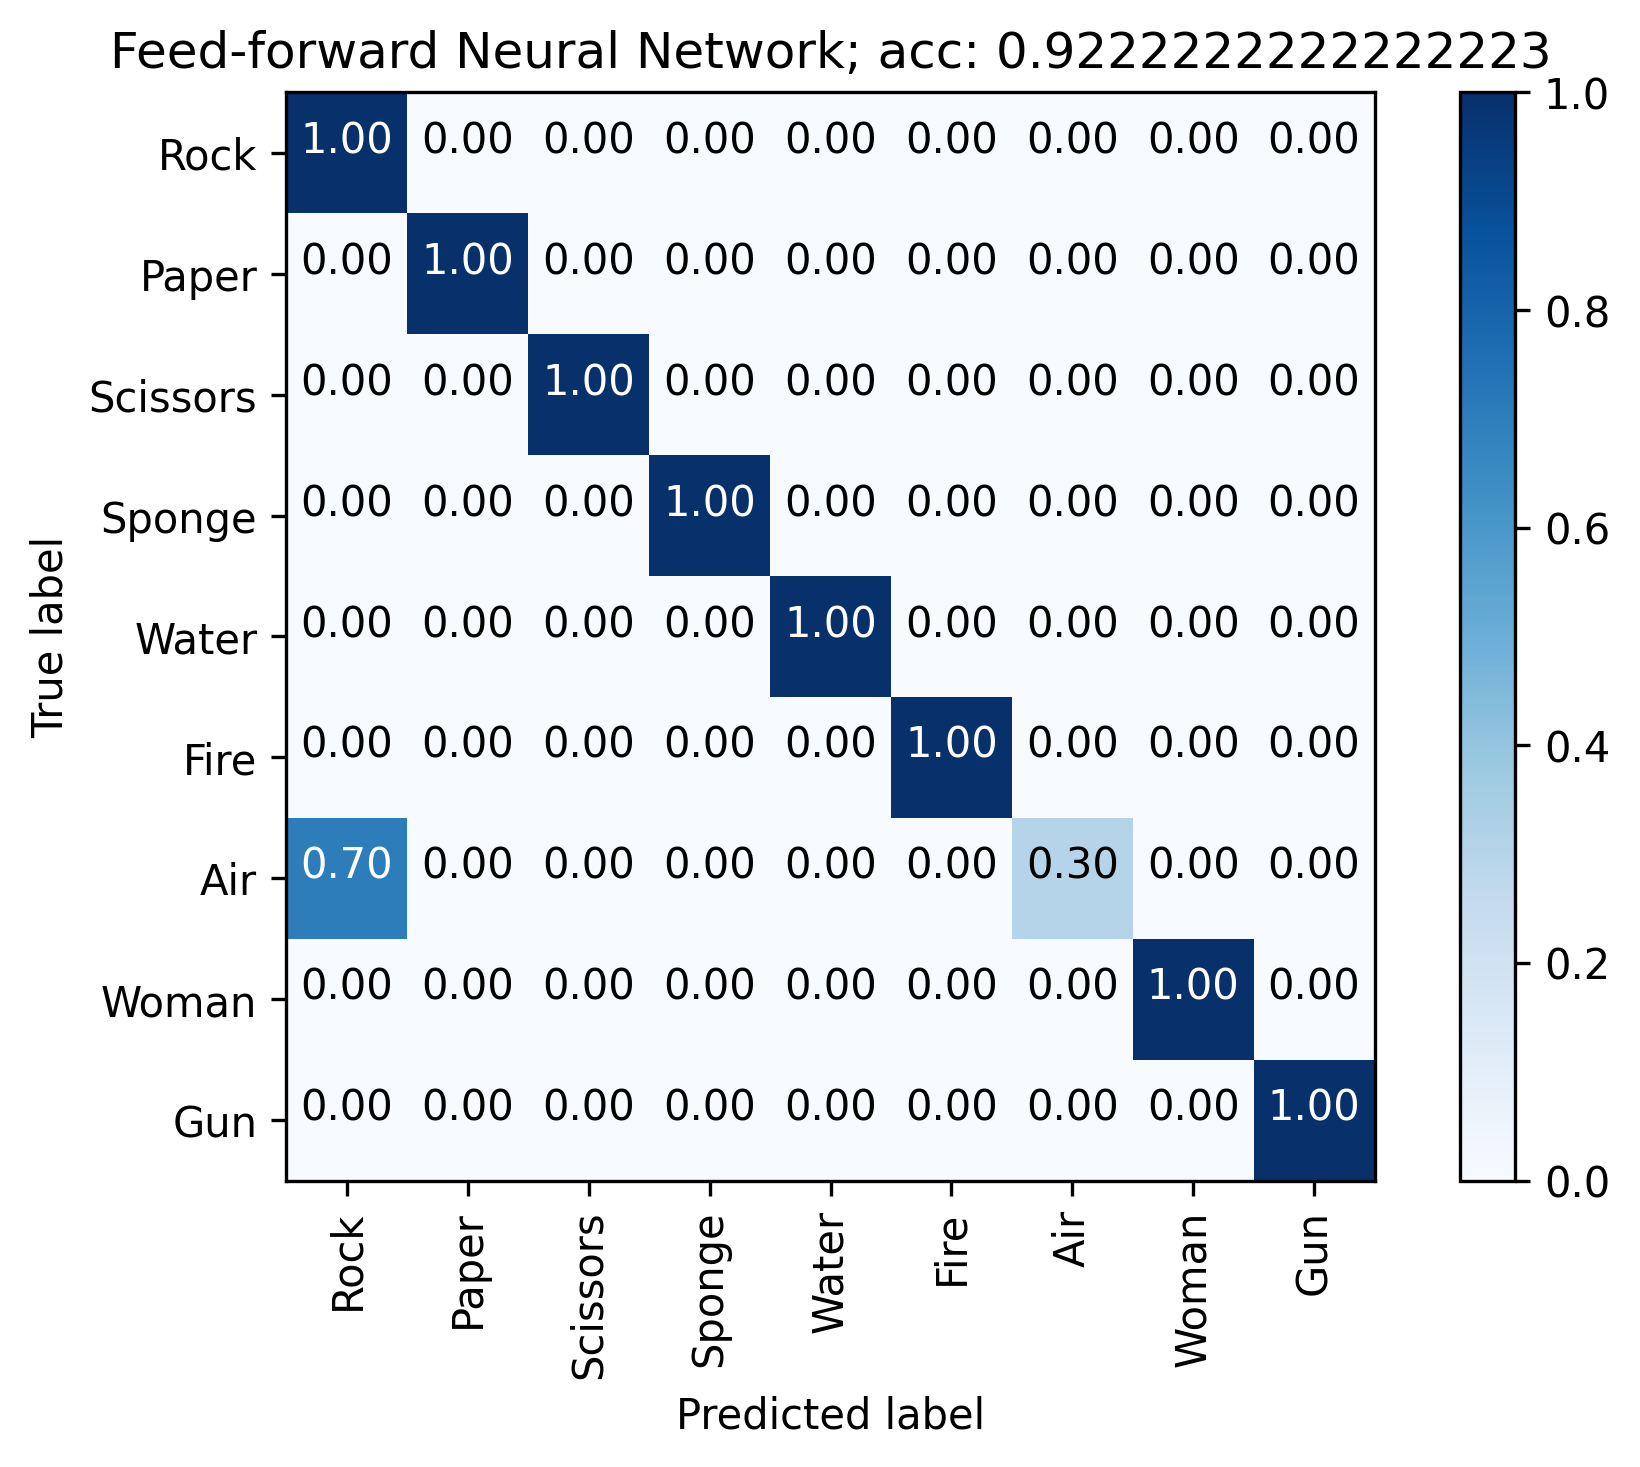 Feed-forward Neural Network; acc: 0.9222222222222223
Rock 1.00 0.00 0.00 0.00 0.00 0.00 0.00 0.00 0.00
Paper 0.00 1.00 0.00 0.00 0.00 0.00 0.00 0.00 0.00
Scissors 0.00 0.00 1.00 0.00 0.00 0.00 0.00 0.00 0.00
Sponge 0.00 0.00 0.00 1.00 0.00 0.00 0.00 0.00 0.00
Water 0.00 0.00 0.00 0.00 1.00 0.00 0.00 0.00 0.00
Fire 0.00 0.00 0.00 0.00 0.00 1.00 0.00 0.00 0.00
Air 0.70 0.00 0.00 0.00 0.00 0.00 0.30 0.00 0.00
Woman 0.00 0.00 0.00 0.00 0.00 0.00 0.00 1.00 0.00
Gun 0.00 0.00 0.00 0.00 0.00 0.00 0.00 0.00 1.00
True label
Rock Paper Scissors Sponge Water Fire Air Woman Gun
Predicted label
1.0
0.8
0.6
0.4
0.2
0.0